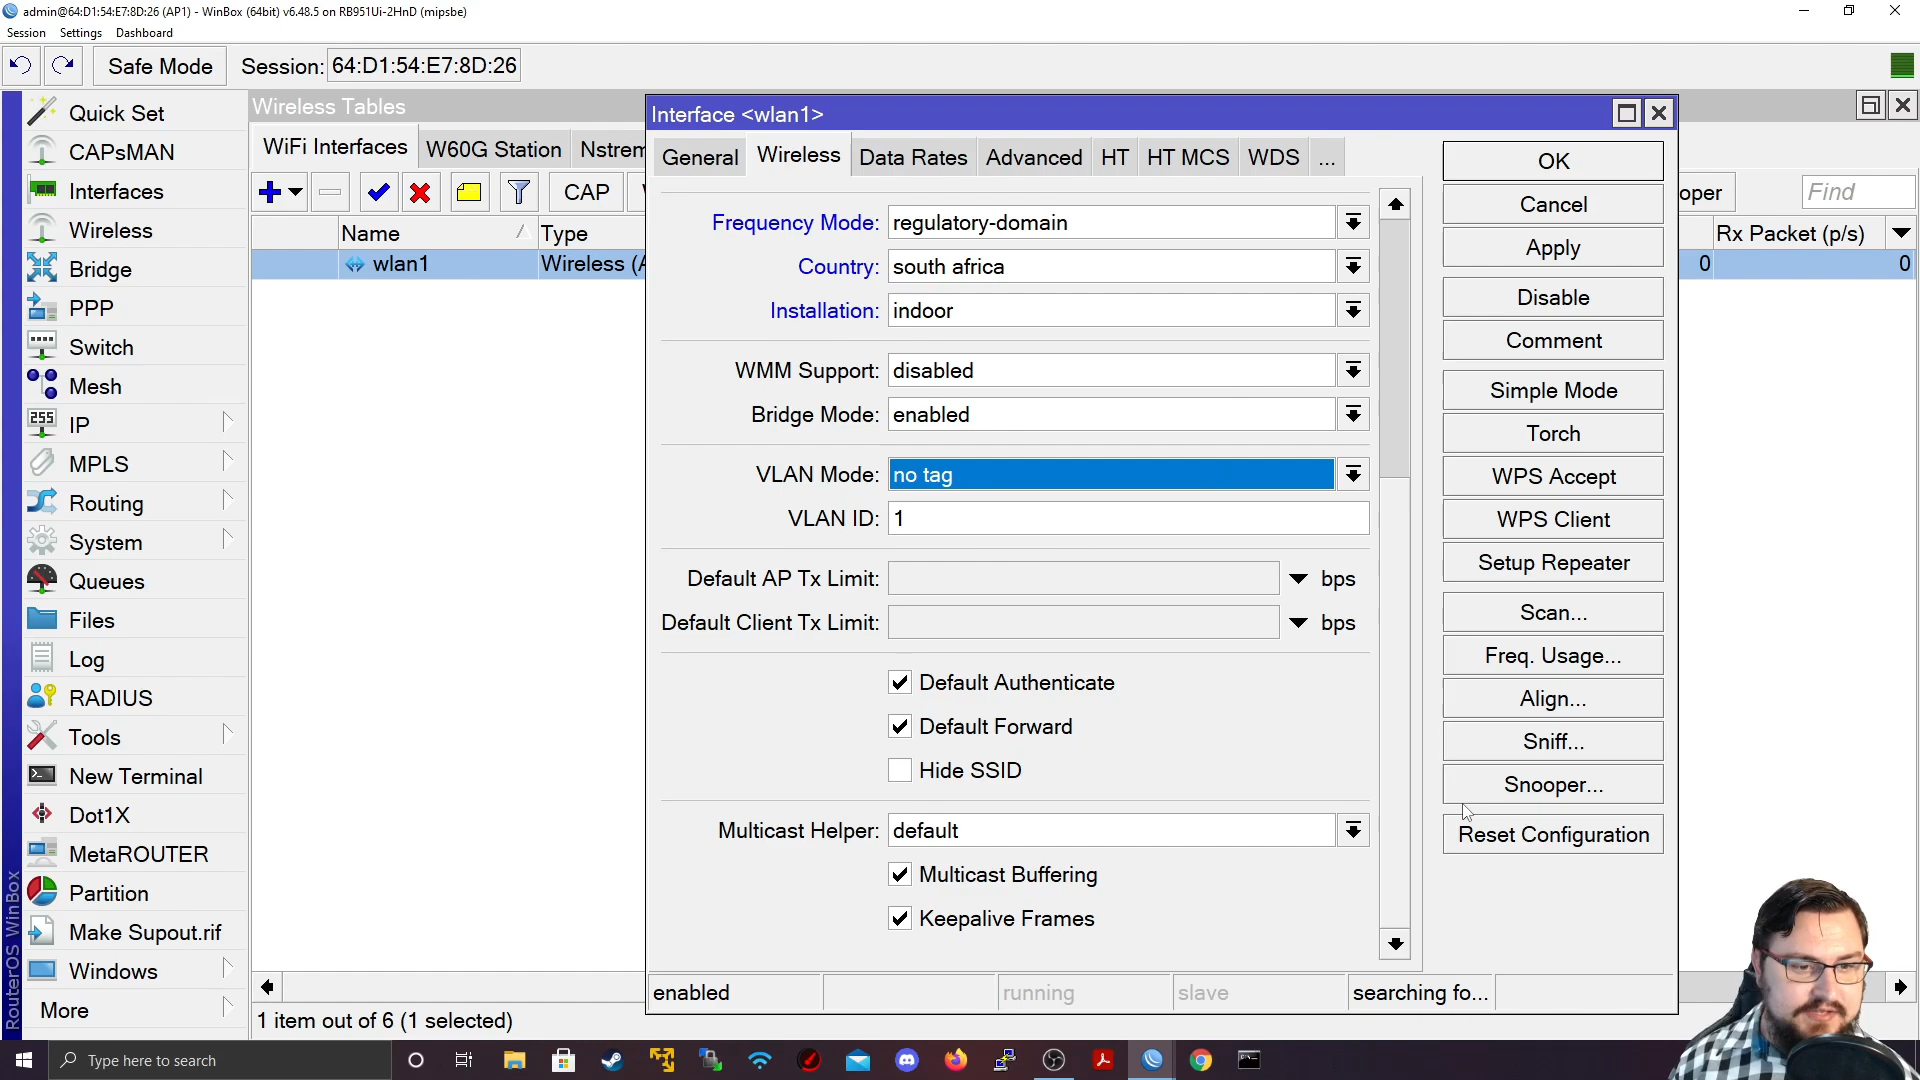 admin@64:D1:54:E7:8D:26 (AP1) - WinBox (64bit) v6.48.5 on RB951Ui-2HnD (mipsbe)
Session Settings Dashboard
Safe Mode Session: 64:D1:54:E7:8D:26
Quick Set
CAPsMAN
Interfaces
Wireless
Bridge
PPP
Switch
Mesh
IP
MPLS
Routing
System
Queues
Files
Log
RADIUS
Tools
New Terminal
Dot1X
MetaROUTER
Partition
Make Supout.rif
Windows
More
RouterOS WinBox
Wireless Tables
WiFi Interfaces W60G Station Nstrem
CAP
Name Type
wlan1 Wireless (A
1 item out of 6 (1 selected)
Interface <wlan1>
General Wireless Data Rates Advanced HT HT MCS WDS ...
Frequency Mode: regulatory-domain
Country: south africa
Installation: indoor
WMM Support: disabled
Bridge Mode: enabled
VLAN Mode: no tag
VLAN ID: 1
Default AP Tx Limit: bps
Default Client Tx Limit: bps
Default Authenticate
Default Forward
Hide SSID
Multicast Helper: default
Multicast Buffering
Keepalive Frames
enabled running slave searching fo...
OK
Cancel
Apply
Disable
Comment
Simple Mode
Torch
WPS Accept
WPS Client
Setup Repeater
Scan...
Freq. Usage...
Align...
Sniff...
Snooper...
Reset Configuration
oper Find
Rx Packet (p/s)
0 0
Type here to search